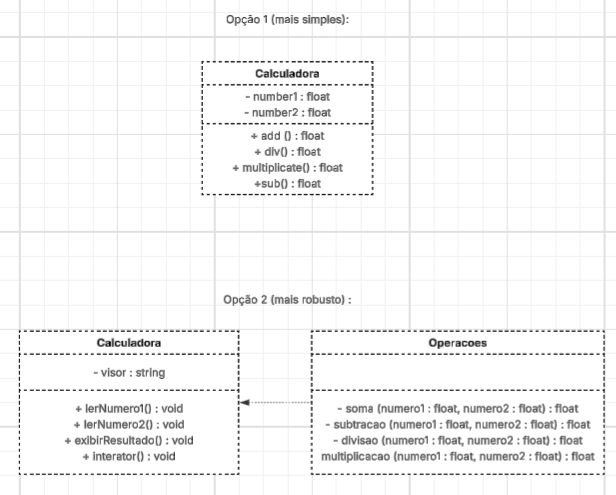 Opção 1 (mais simples):
Calculadora
- number1 : float
- number2 : float
+ add () : float
+ div() : float
+ multiplicate() : float
+sub() : float
Opção 2 (mais robusto) :
Calculadora
- visor : string
+ lerNumero1() : void
+ lerNumero2() : void
+ exibirResultado() : void
+ interator() : void
Operacoes
- soma (numero1 : float, numero2 : float) : float
- subtracao (numero1 : float, numero2 : float) : float
- divisao (numero1 : float, numero2 : float) : float
multiplicacao (numero1 : float, numero2 : float) : float